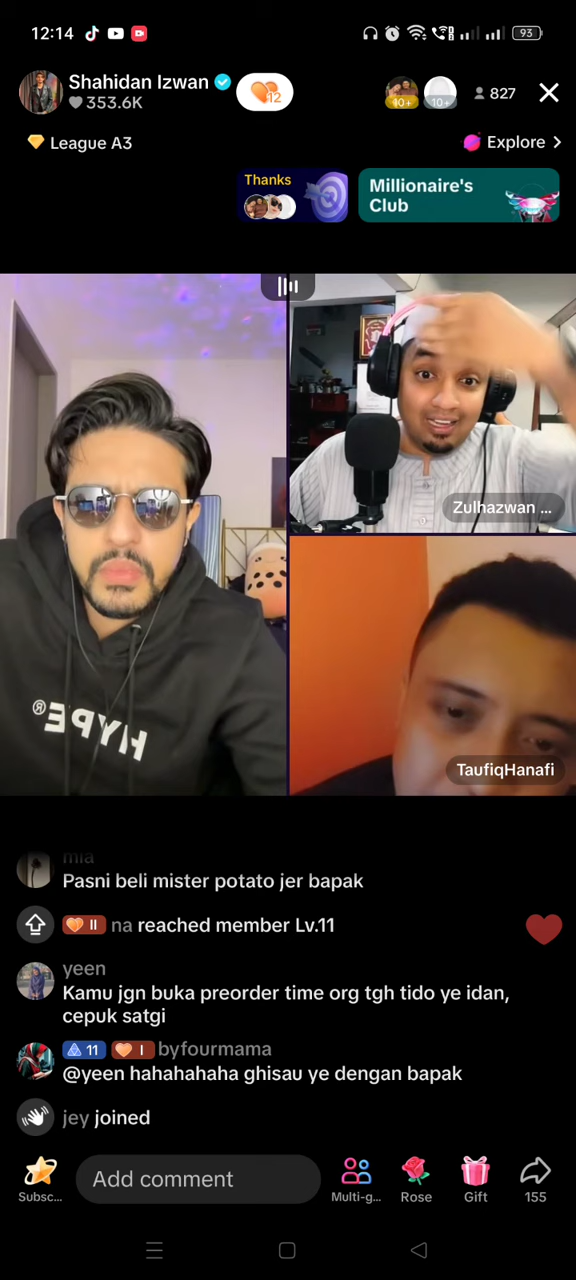 12:14
93
Shahidan Izwan
353.6K
12
10+
10+
827
League A3
Explore
Thanks
Millionaire's
Club
Zulhazwan ...
HYPE®
TaufiqHanafi
mia
Pasni beli mister potato jer bapak
II na reached member Lv.11
yeen
Kamu jgn buka preorder time org tgh tido ye idan,
cepuk satgi
11 I byfourmama
@yeen hahahahaha ghisau ye dengan bapak
jey joined
Add comment
Subsc...
Multi-g...
Rose
Gift
155